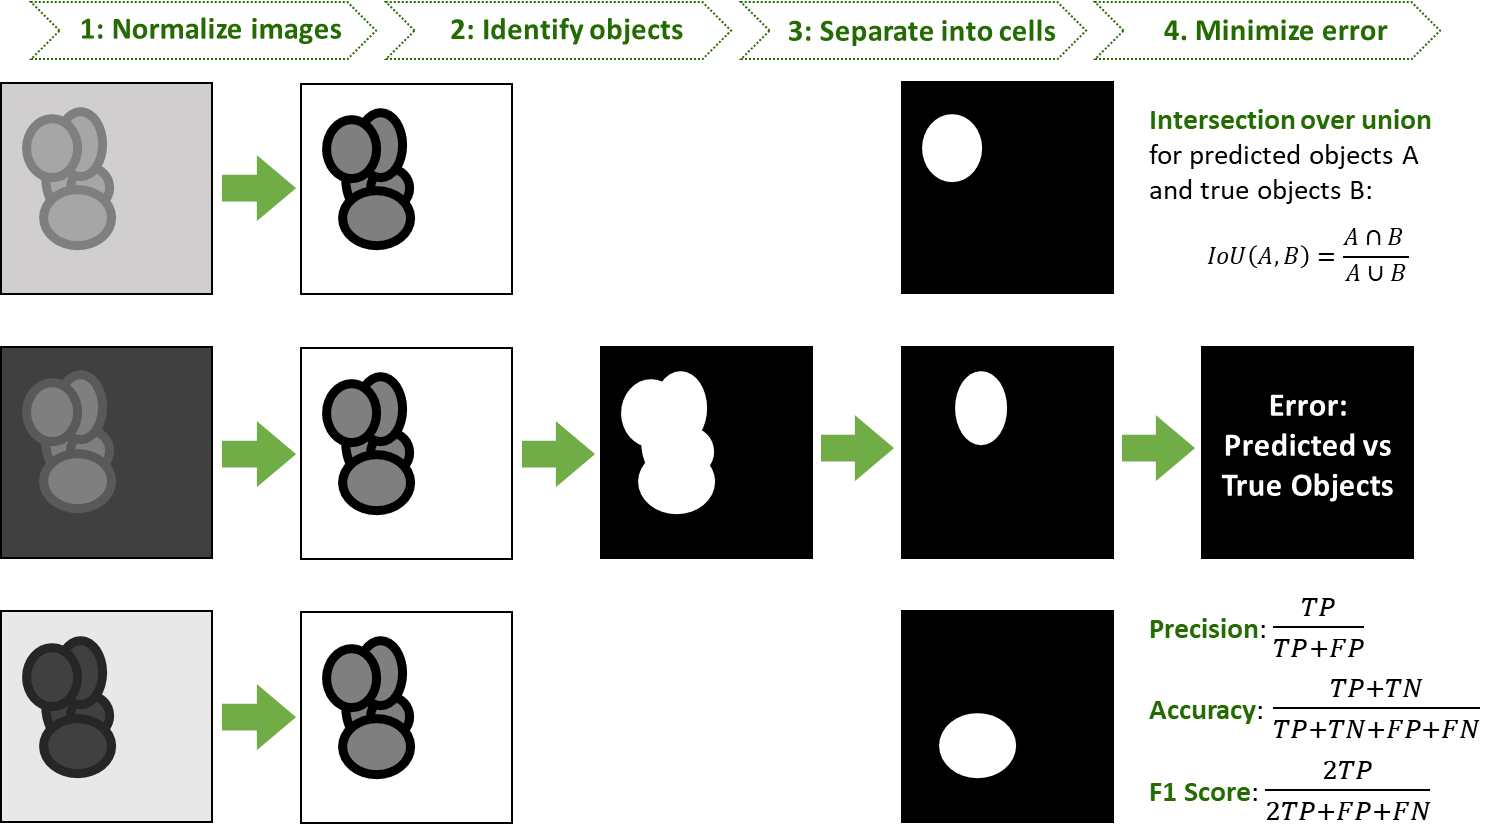 1: Normalize images
2: Identify objects
3: Separate into cells
4. Minimize error
Intersection over union
for predicted objects A
and true objects B:
IoU(A, B) = A ∩ B / A ∪ B
Error:
Predicted vs
True Objects
Precision: TP / TP+FP
Accuracy: TP+TN / TP+TN+FP+FN
F1 Score: 2TP / 2TP+FP+FN